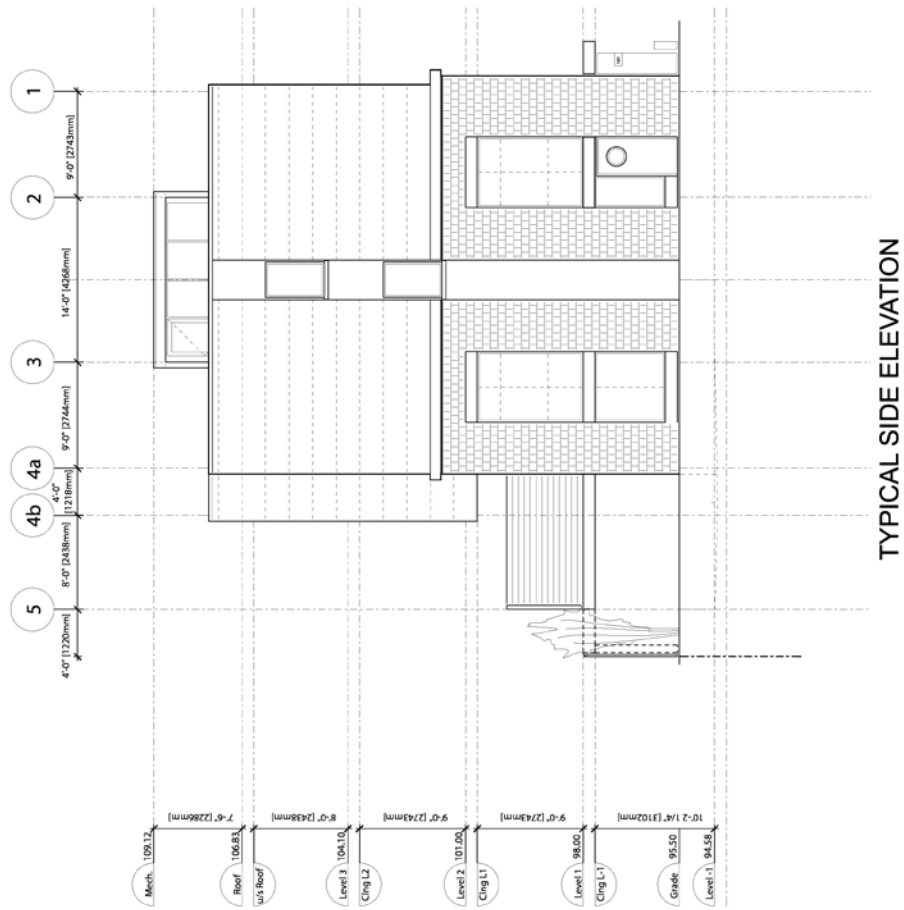 1
2
3
4a
4b
5
9'-0" [2743mm]
14'-0" [4268mm]
9'-0" [2744mm]
4'-0"
[1218mm]
8'-0" [2438mm]
4'-0" [1220mm]
Mech. 109.12
7'-6" [2286mm]
Roof 106.83
u/s Roof
8'-0" [2438mm]
Level 3 104.10
Clng L2
9'-0" [2743mm]
Level 2 101.00
Clng L1
9'-0" [2743mm]
Level 1 98.00
Clng L-1
10'-2 1/4" [3102mm]
Grade 95.50
Level -1 94.58
TYPICAL SIDE ELEVATION